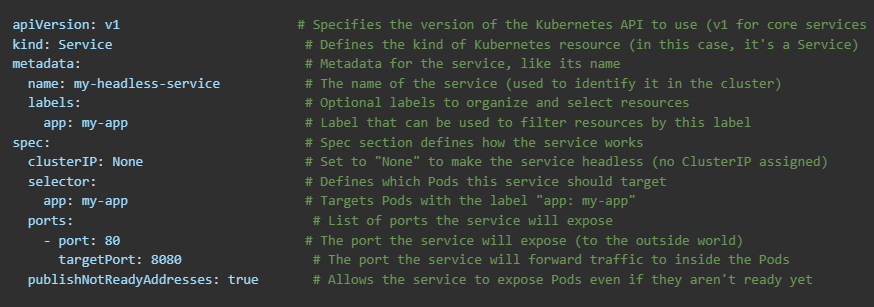 apiVersion: v1                       # Specifies the version of the Kubernetes API to use (v1 for core services
kind: Service                         # Defines the kind of Kubernetes resource (in this case, it's a Service)
metadata:                             # Metadata for the service, like its name
  name: my-headless-service           # The name of the service (used to identify it in the cluster)
  labels:                             # Optional labels to organize and select resources
    app: my-app                       # Label that can be used to filter resources by this label
spec:                                 # Spec section defines how the service works
  clusterIP: None                     # Set to "None" to make the service headless (no ClusterIP assigned)
  selector:                           # Defines which Pods this service should target
    app: my-app                       # Targets Pods with the label "app: my-app"
  ports:                               # List of ports the service will expose
    - port: 80                        # The port the service will expose (to the outside world)
      targetPort: 8080                 # The port the service will forward traffic to inside the Pods
  publishNotReadyAddresses: true       # Allows the service to expose Pods even if they aren't ready yet